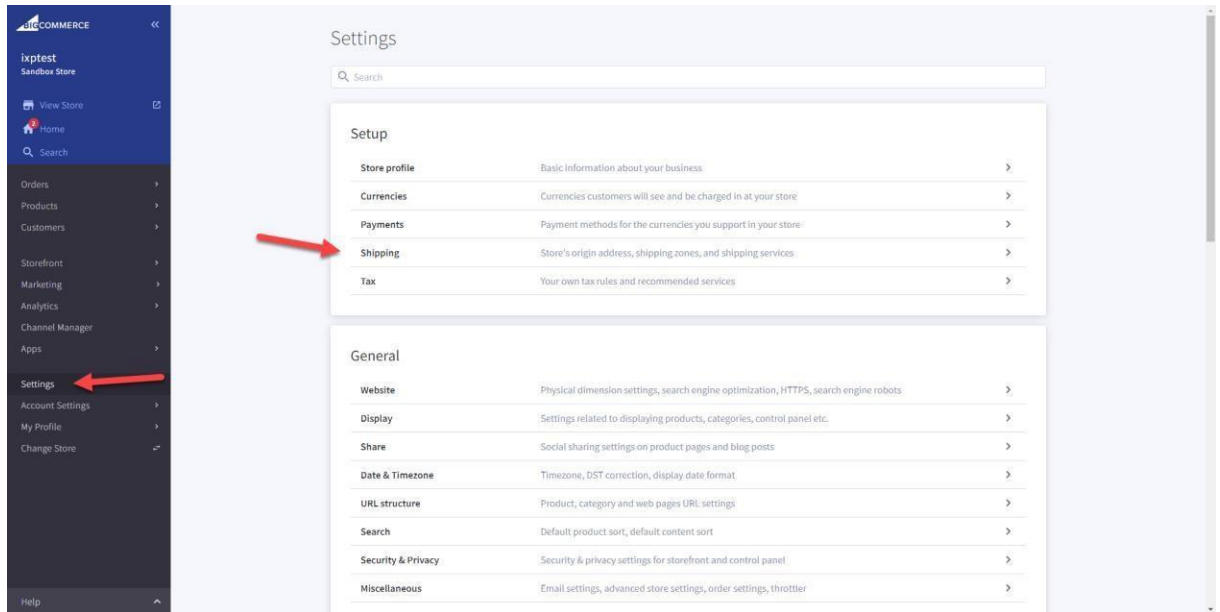 BIGCOMMERCE
ixptest
Sandbox Store
View Store
2
Home
Search
Orders
Products
Customers
Storefront
Marketing
Analytics
Channel Manager
Apps
Settings
Account Settings
My Profile
Change Store
Help
Settings
Search
Setup
Store profile Basic information about your business
Currencies Currencies customers will see and be charged in at your store
Payments Payment methods for the currencies you support in your store
Shipping Store's origin address, shipping zones, and shipping services
Tax Your own tax rules and recommended services
General
Website Physical dimension settings, search engine optimization, HTTPS, search engine robots
Display Settings related to displaying products, categories, control panel etc.
Share Social sharing settings on product pages and blog posts
Date & Timezone Timezone, DST correction, display date format
URL structure Product, category and web pages URL settings
Search Default product sort, default content sort
Security & Privacy Security & privacy settings for storefront and control panel
Miscellaneous Email settings, advanced store settings, order settings, throttler